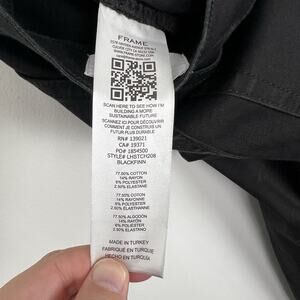 FRAME
SCAN HERE TO SEE HOW I'M
BUILDING A MORE
SUSTAINABLE FUTURE
SCANNEZ ICI POUR DÉCOUVRIR
COMMENT JE CONSTRUIS UN
FUTUR PLUS DURABLE
RN# 139021
CA# 19371
PO# 1854500
STYLE# LHSTCH208
BLACKFINN
77.50% COTTON
14% RAYON
6% POLYESTER
2.50% ELASTANE
77.50% COTON
14% RAYONNE
6% POLYESTER
2.50% ÉLASTHANNE
77.50% ALGODÓN
14% RAYÓN
6% POLIÉSTER
2.50% ELASTANO
MADE IN TURKEY
FABRIQUÉ EN TURQUIE
HECHO EN TURQUÍA